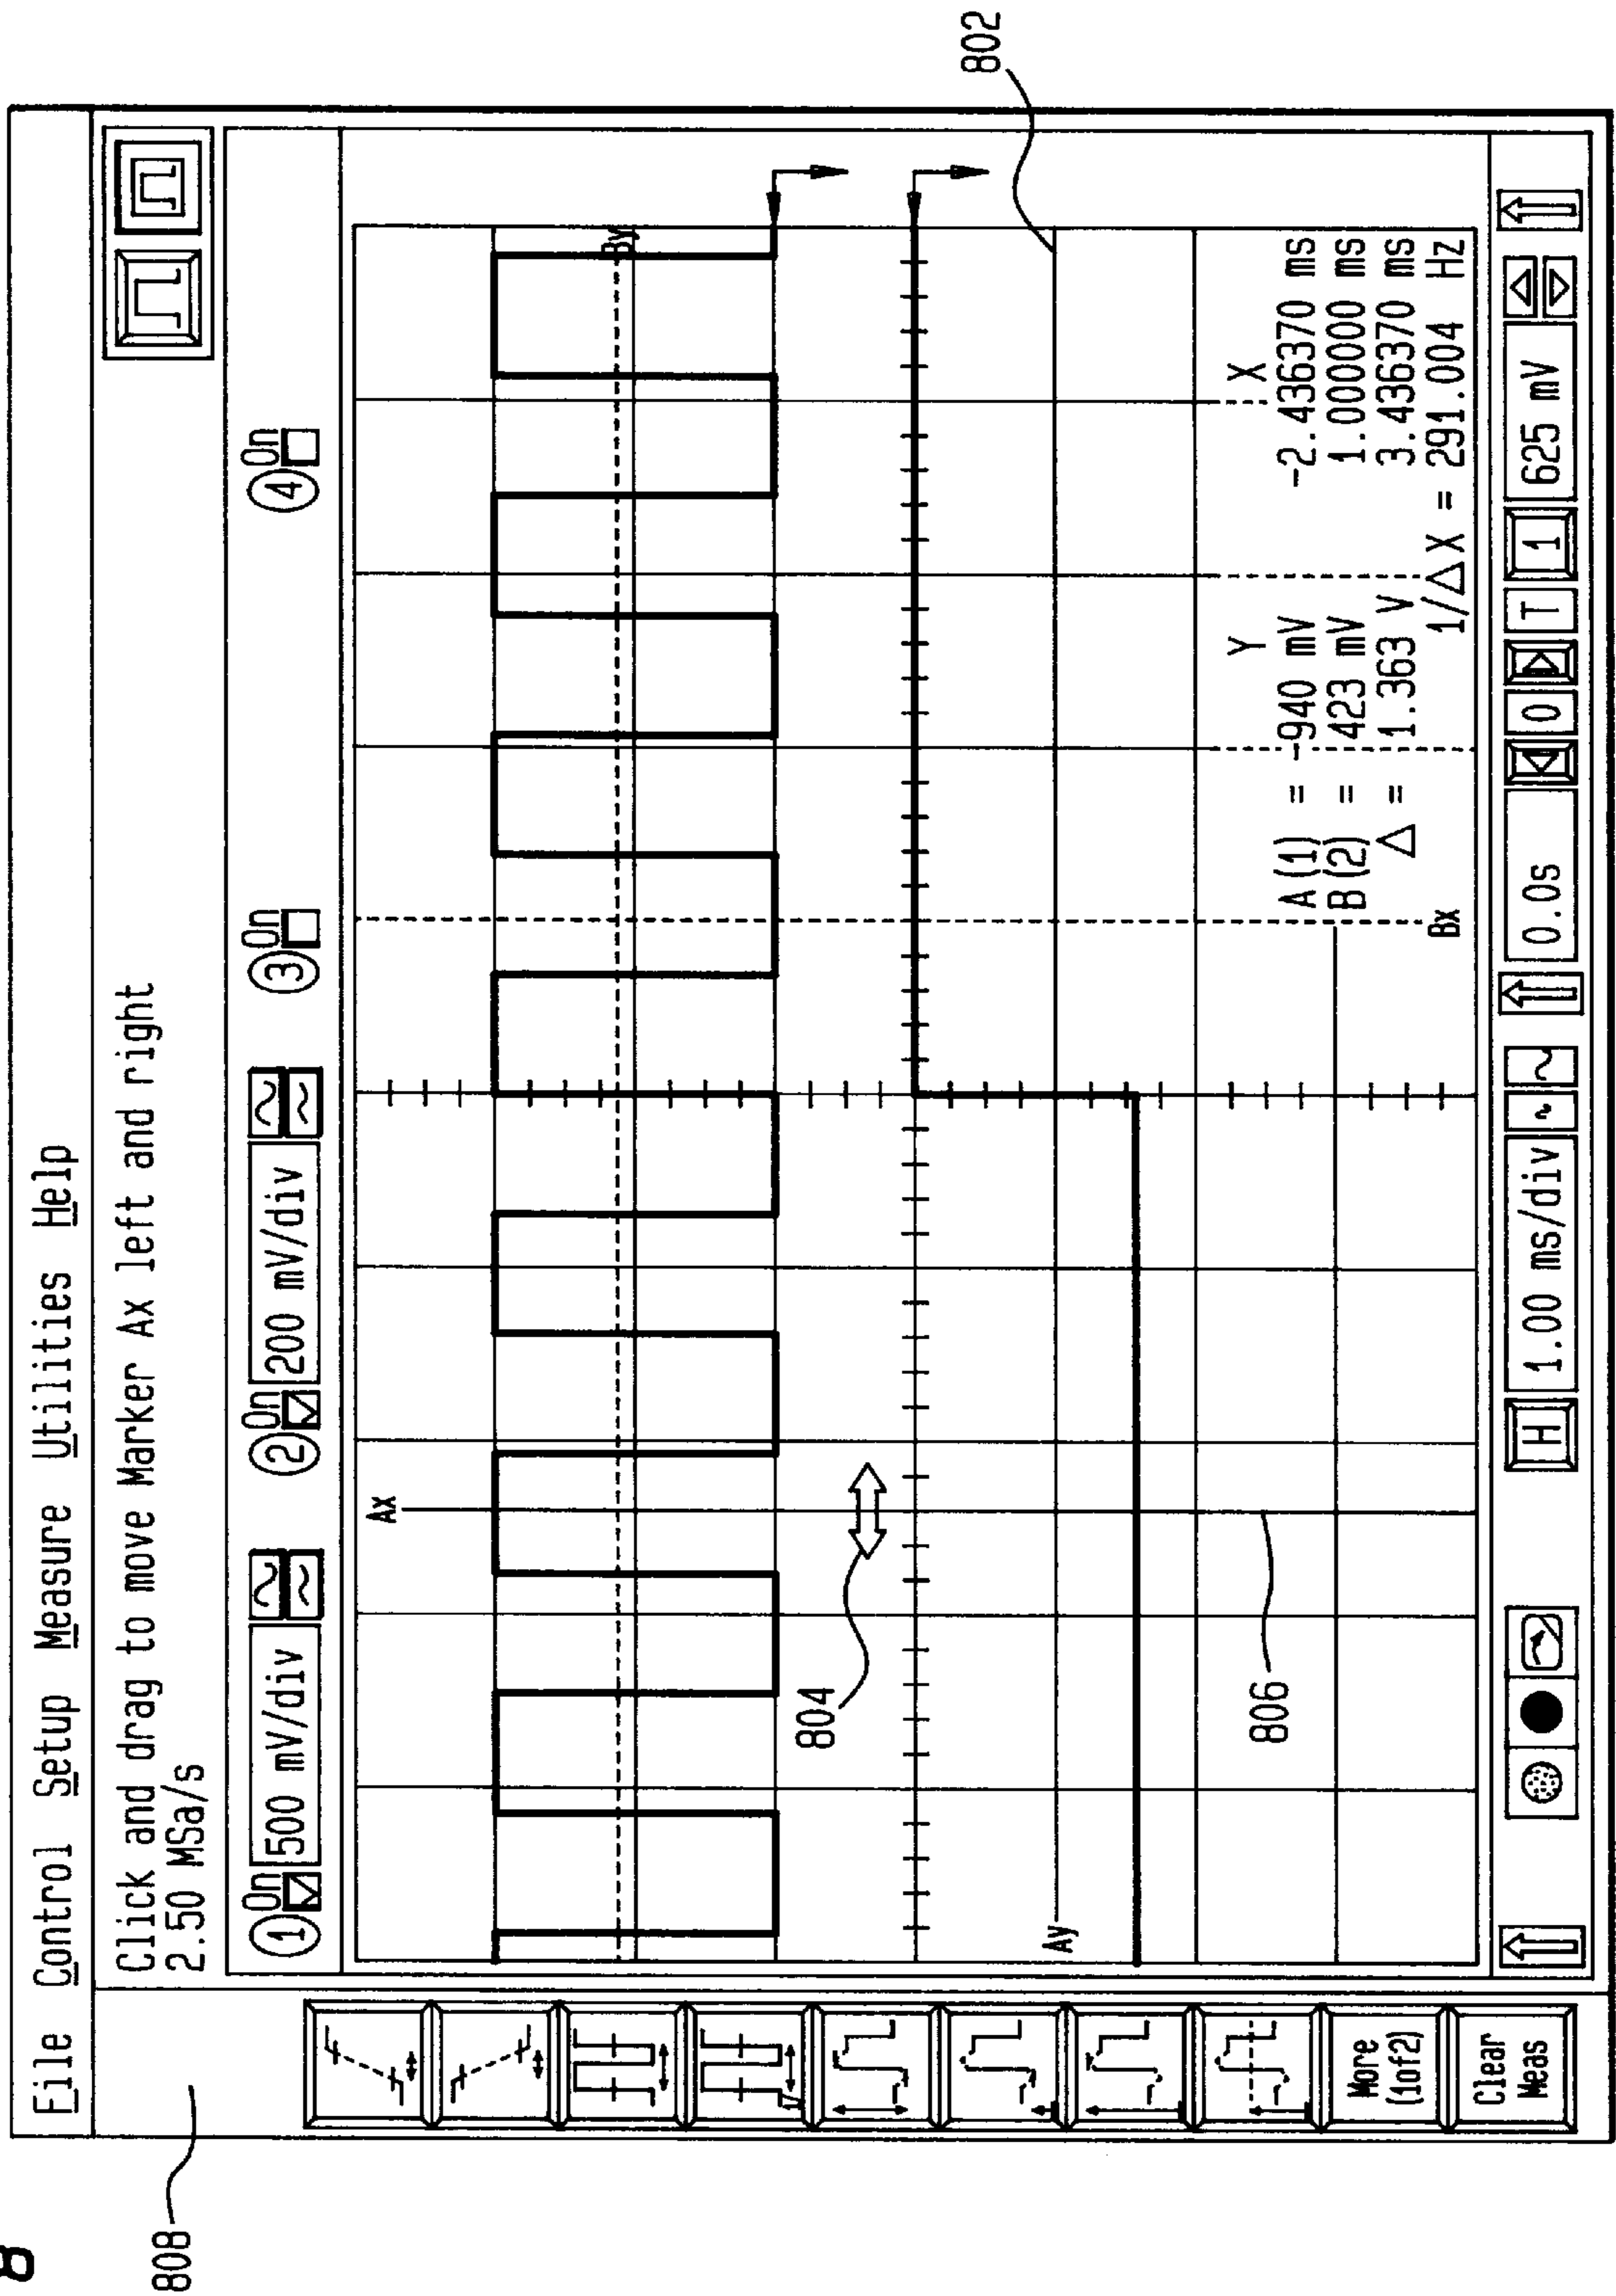 8
808
File Control Setup Measure Utilities Help
Click and drag to move Marker Ax left and right
2.50 MSa/s
1 On 500 mV/div 2 On 200 mV/div 3 On 4 On
Ax
By
804
802
Ay
806
Y X
A (1) = -940 mV -2.436370 ms
B (2) = 423 mV 1.000000 ms
△ = 1.363 V 3.436370 ms
1/△X = 291.004 Hz
Bx
More
(1of2)
Clear
Meas
H 1.00 ms/div 0.0s 0 T 1 625 mV